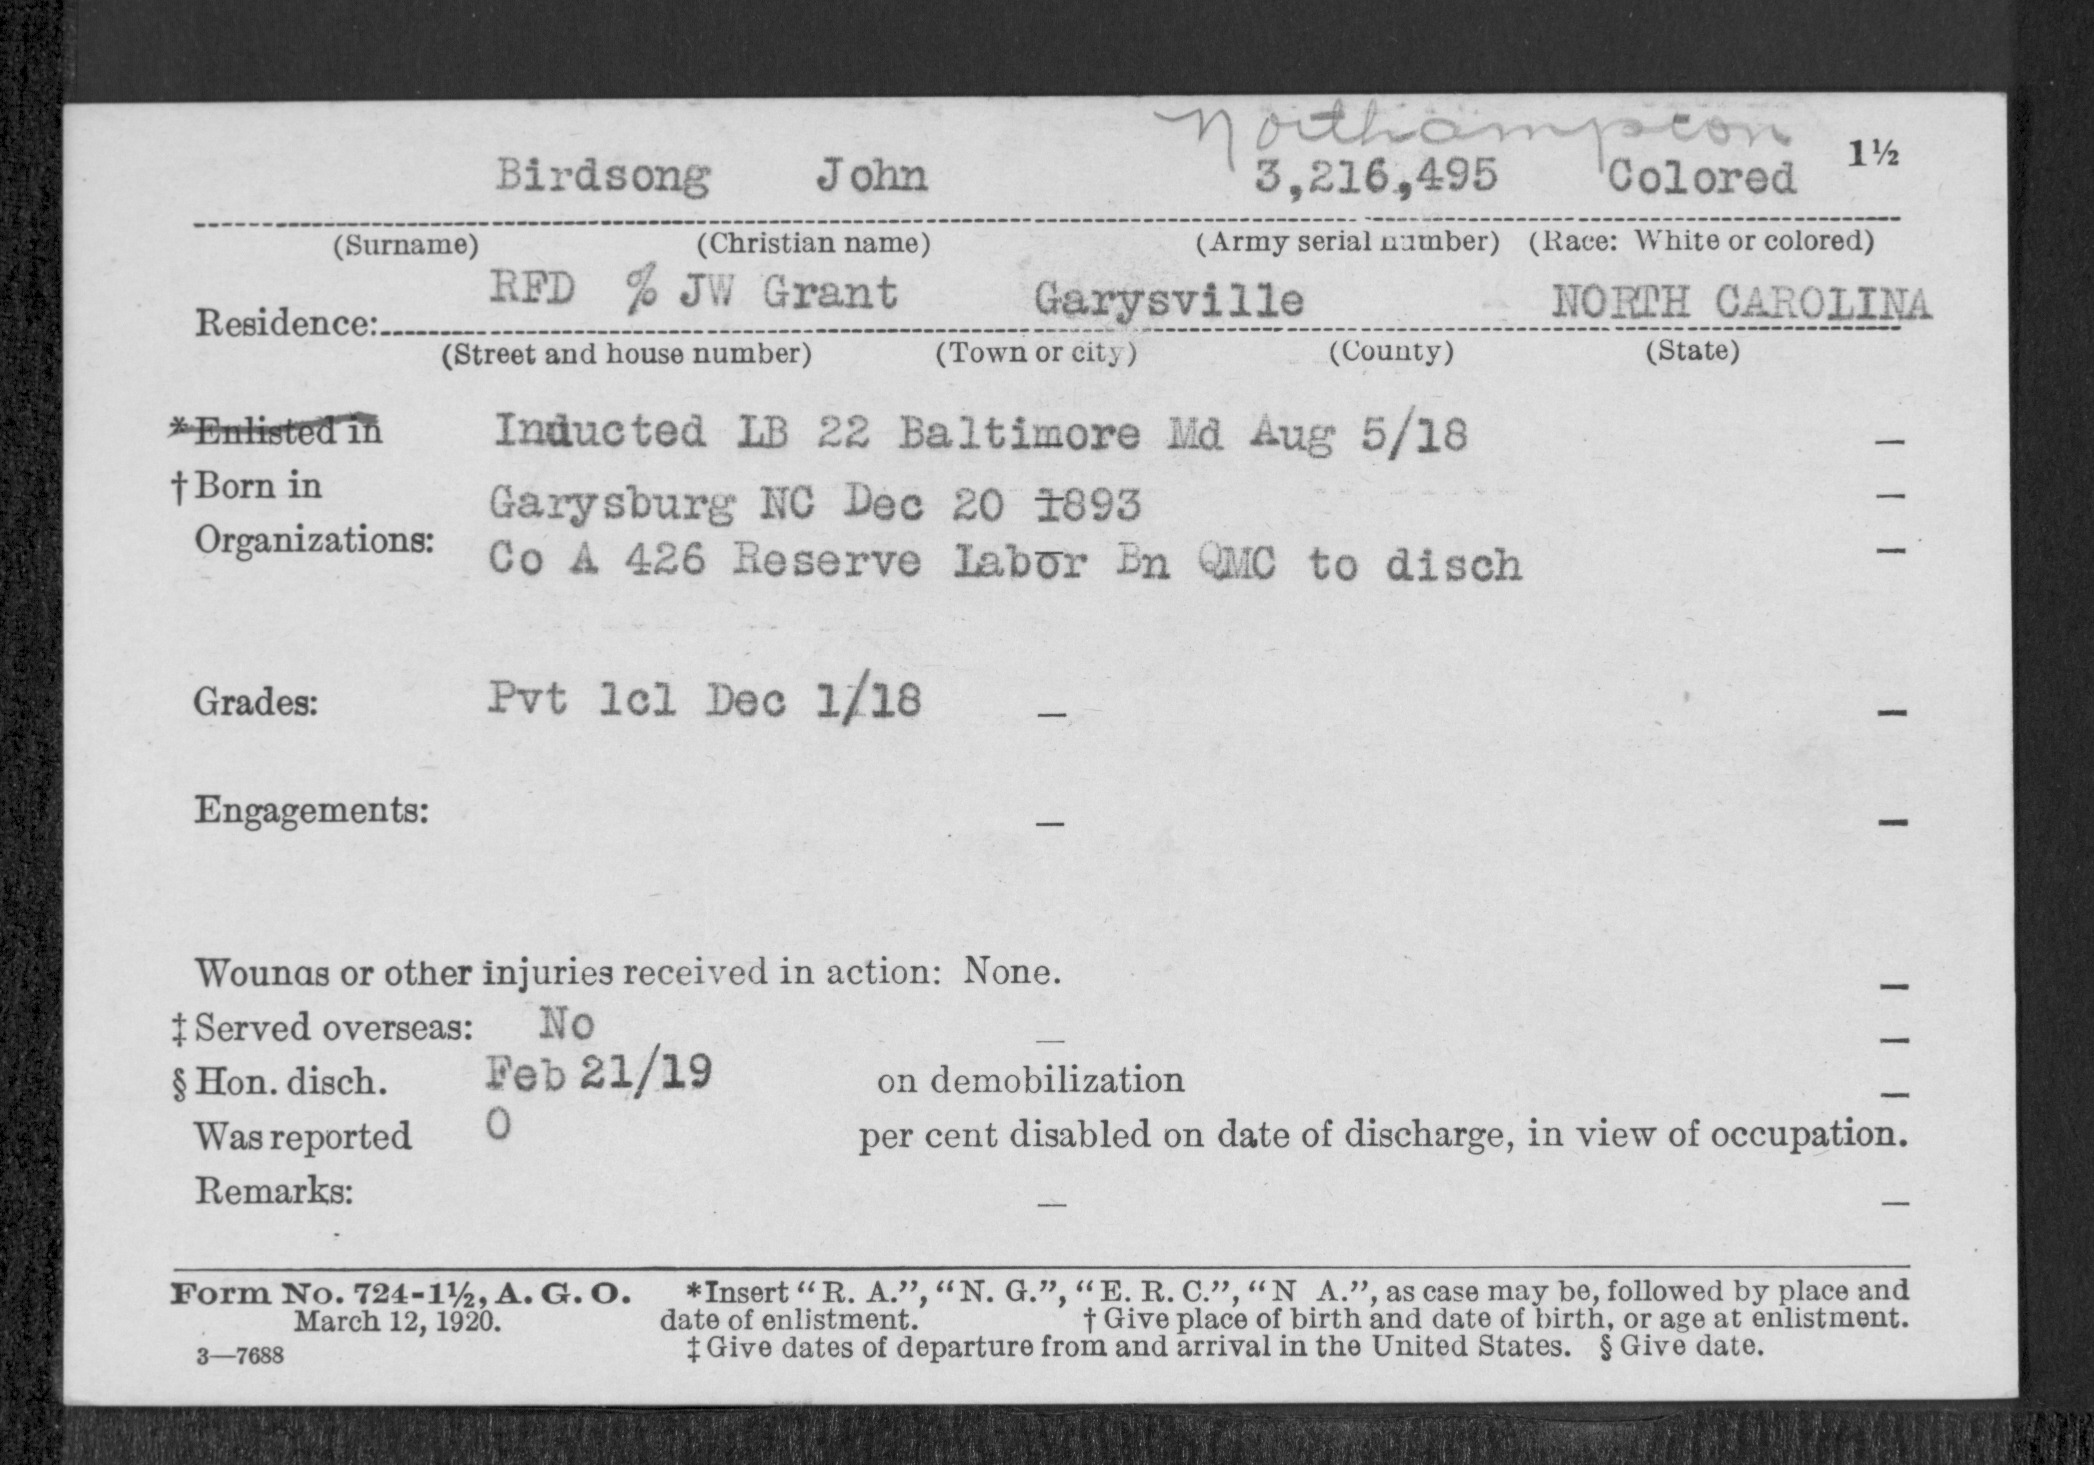 Northampton
Birdsong John 3,216,495 Colored 1½
(Surname) (Christian name) (Army serial number) (Race: White or colored)
RFD % JW Grant Garysville NORTH CAROLINA
Residence:
(Street and house number) (Town or city) (County) (State)
*Enlisted in Inducted LB 22 Baltimore Md Aug 5/18 —
†Born in Garysburg NC Dec 20 1893 —
Organizations: Co A 426 Reserve Labor Bn QMC to disch —
Grades: Pvt 1cl Dec 1/18 — —
Engagements: — —
Wounds or other injuries received in action: None. —
‡Served overseas: No — —
§Hon. disch. Feb 21/19 on demobilization —
Was reported 0 per cent disabled on date of discharge, in view of occupation.
Remarks: — —
Form No. 724-1½, A. G. O. *Insert "R. A.", "N. G.", "E. R. C.", "N A.", as case may be, followed by place and
March 12, 1920. date of enlistment. †Give place of birth and date of birth, or age at enlistment.
3—7688 ‡Give dates of departure from and arrival in the United States. §Give date.